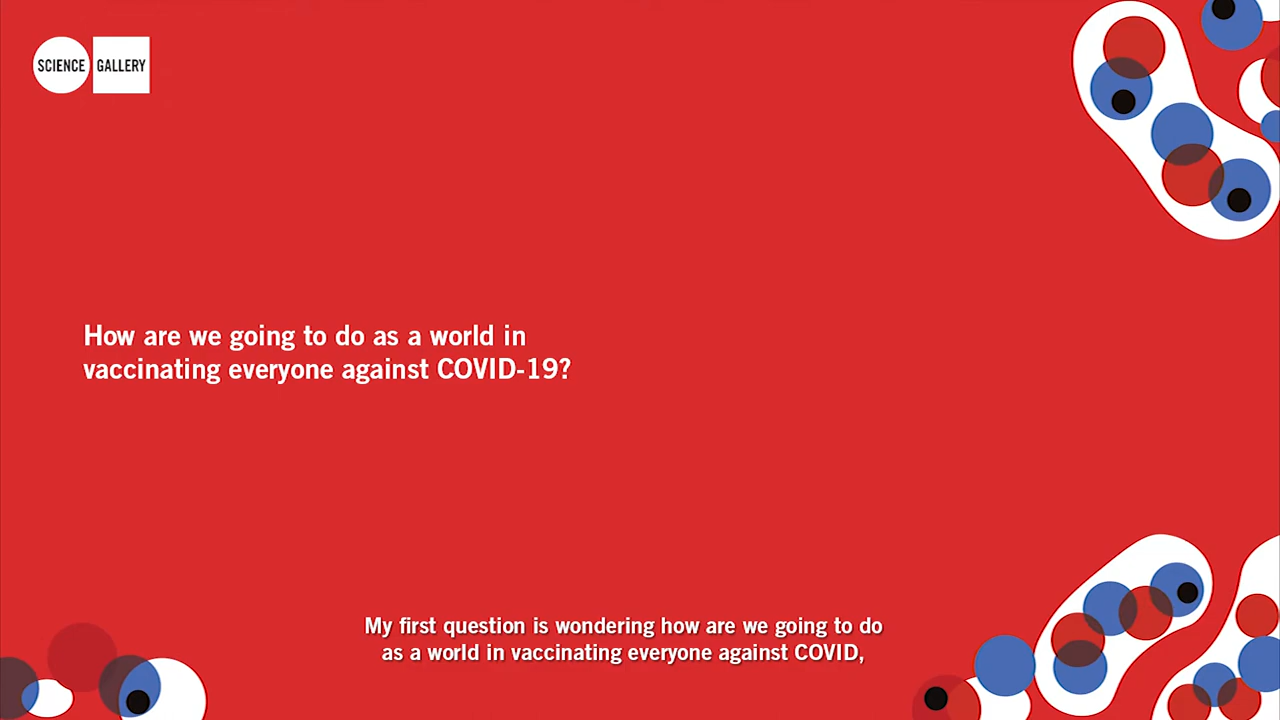 SCIENCE GALLERY
How are we going to do as a world in
vaccinating everyone against COVID-19?
My first question is wondering how are we going to do
as a world in vaccinating everyone against COVID,